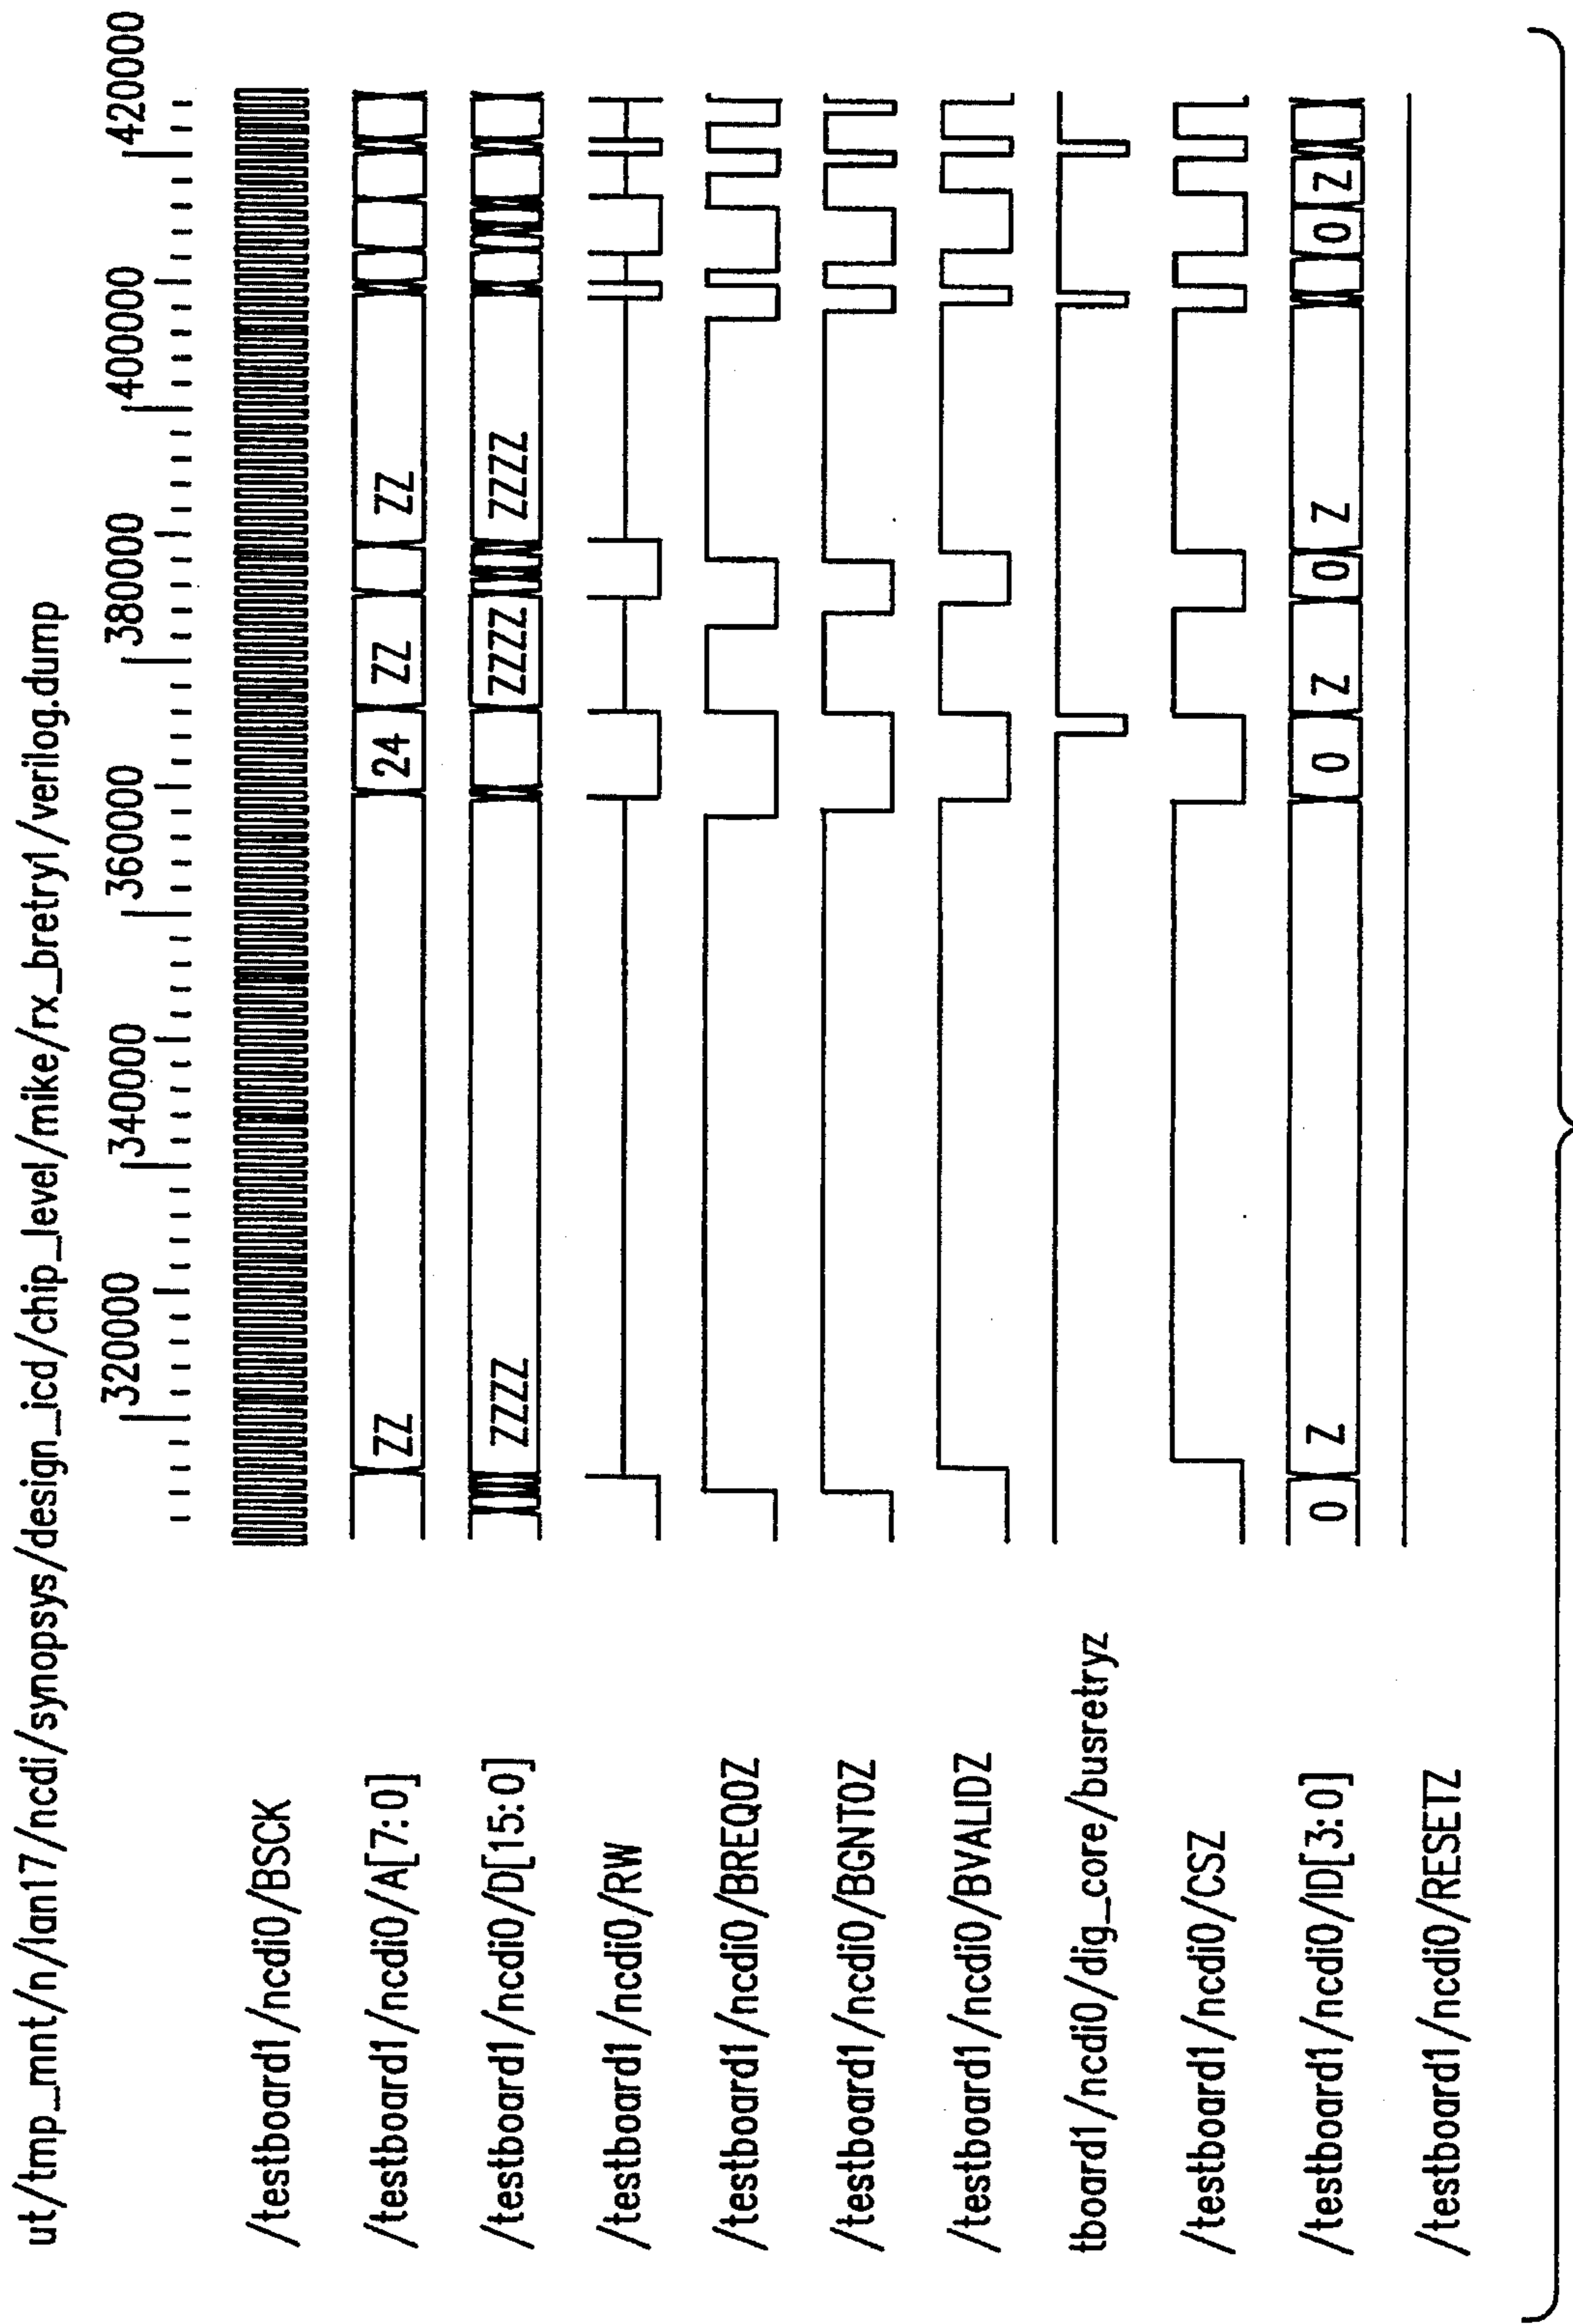 ut/tmp_mnt/n/lan17/ncdi/synopsys/design_icd/chip_level/mike/rx_bretry1/verilog.dump
320000 340000 360000 380000 400000 420000
/testboard1/ncdi0/BSCK
/testboard1/ncdi0/A[7:0] ZZ 24 ZZ ZZ
/testboard1/ncdi0/D[15:0] ZZZZ ZZZZ ZZZZ
/testboard1/ncdi0/RW
/testboard1/ncdi0/BREQ0Z
/testboard1/ncdi0/BGNT0Z
/testboard1/ncdi0/BVALIDZ
tboard1/ncdi0/dig_core/busretryz
/testboard1/ncdi0/CSZ
/testboard1/ncdi0/ID[3:0] 0 Z 0 Z 0 Z 0 Z
/testboard1/ncdi0/RESETZ